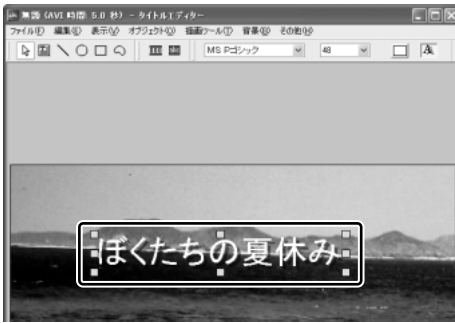 無題 (AVI 時間: 5.0 秒) - タイトルエディター
ファイル(F) 編集(E) 表示(V) オブジェクト(O) 描画ツール(T) 背景(B) その他(H)
MS Pゴシック 48 A
ぼくたちの夏休み